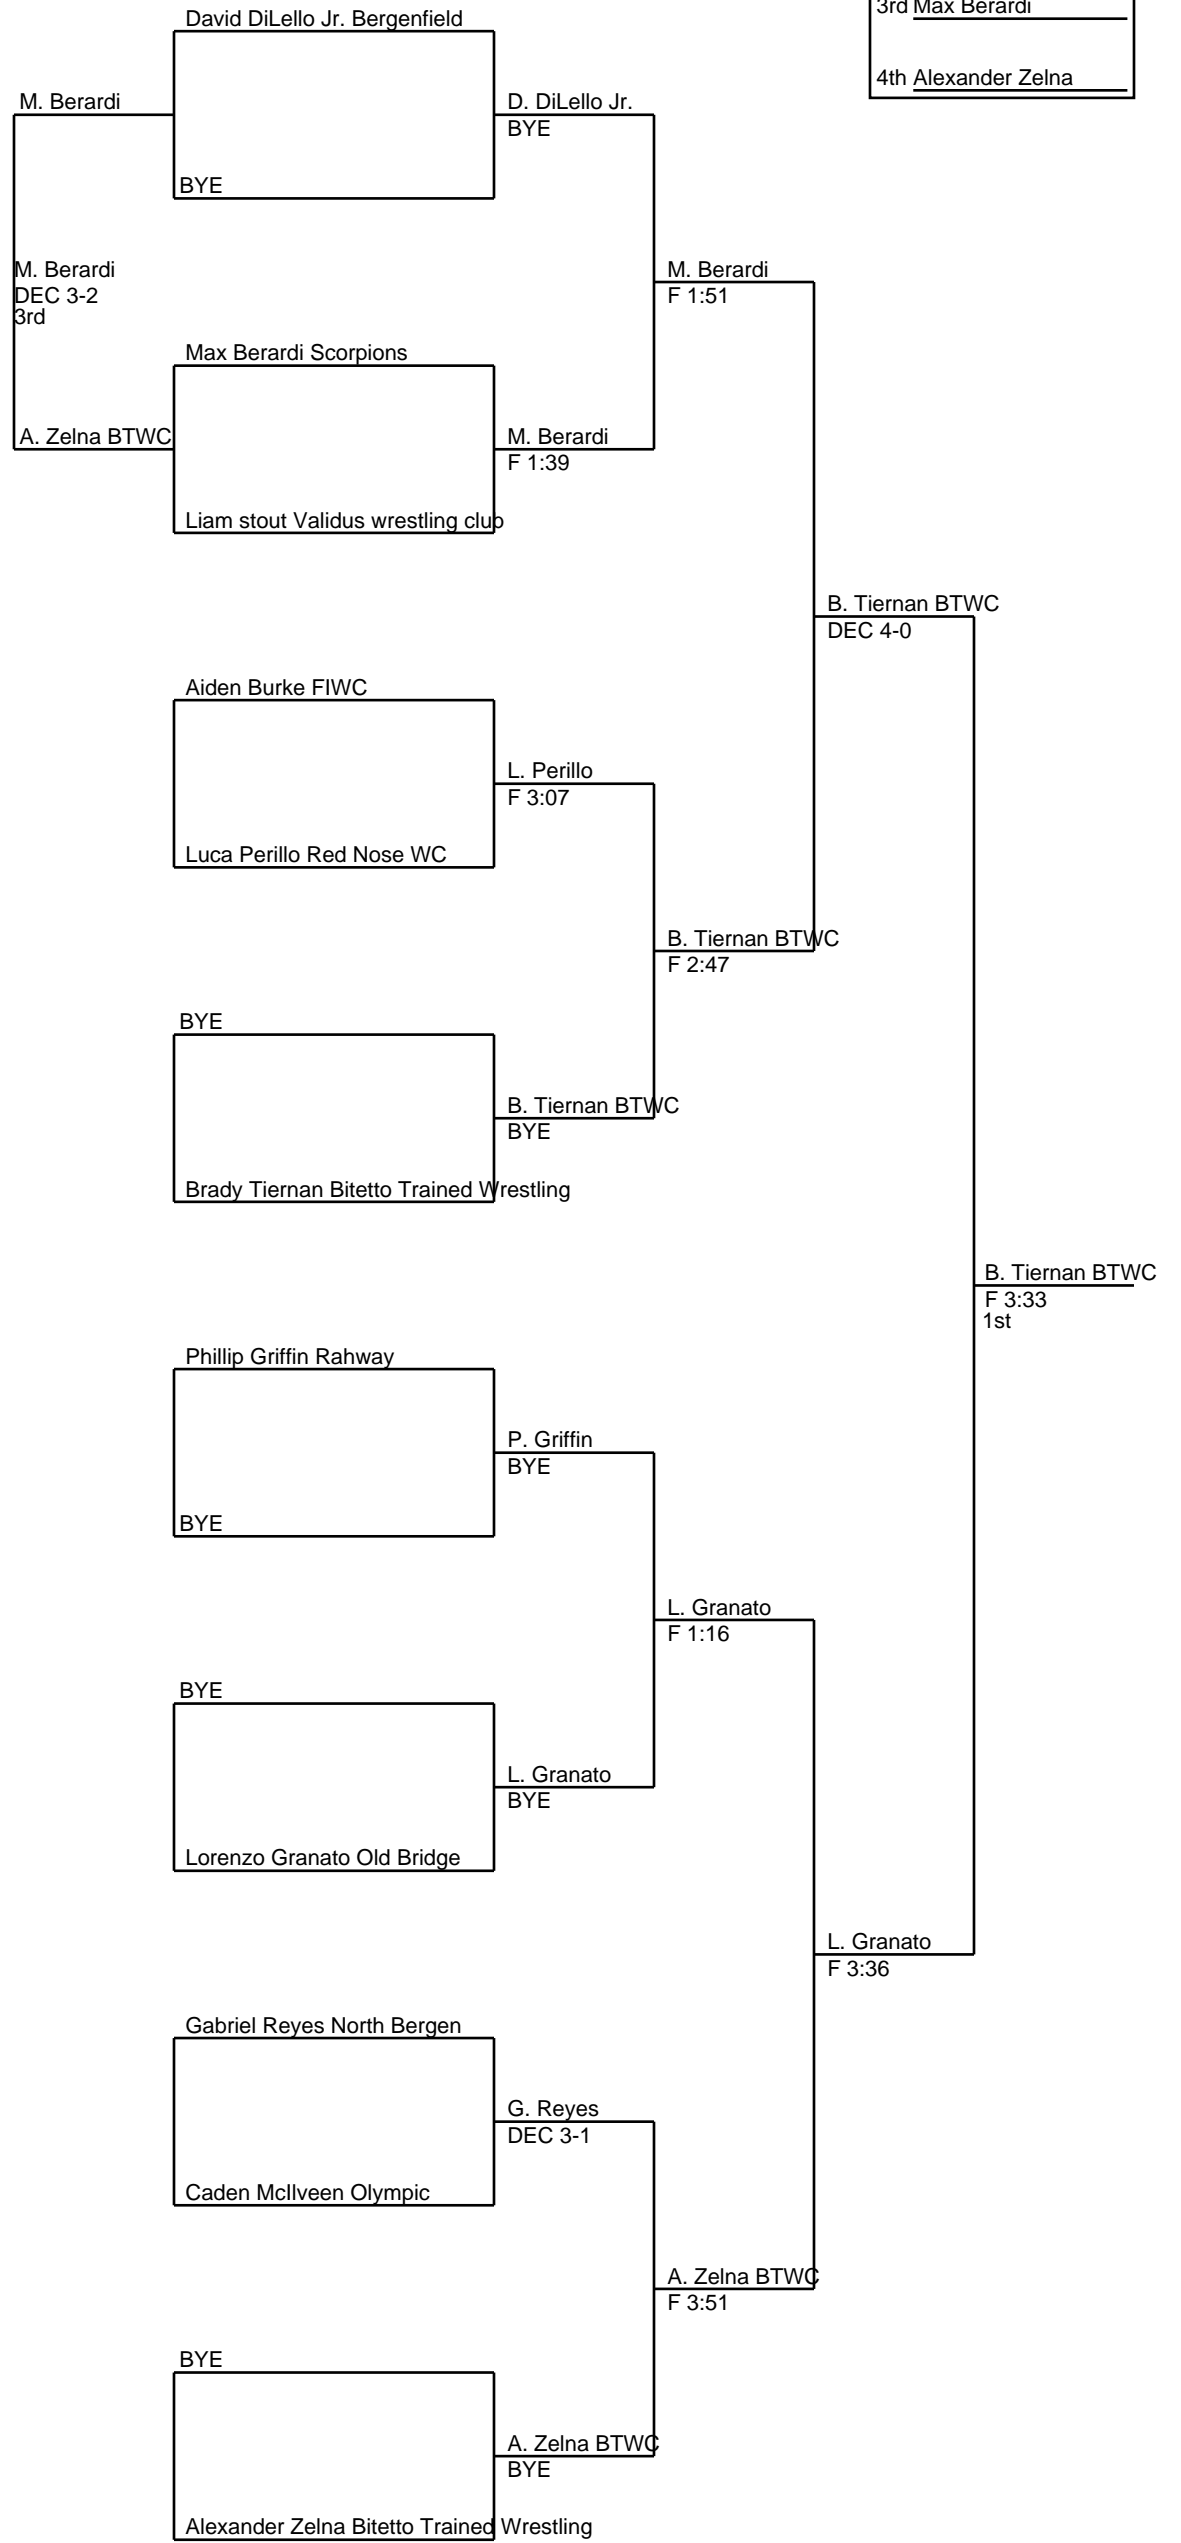 David DiLello Jr. Bergenfield
3rd Max Berardi
4th Alexander Zelna
M. Berardi
D. DiLello Jr.
BYE
BYE
M. Berardi
DEC 3-2
3rd
M. Berardi
F 1:51
Max Berardi Scorpions
A. Zelna BTWC
M. Berardi
F 1:39
Liam stout Validus wrestling club
B. Tiernan BTWC
DEC 4-0
Aiden Burke FIWC
L. Perillo
F 3:07
Luca Perillo Red Nose WC
B. Tiernan BTWC
F 2:47
BYE
B. Tiernan BTWC
BYE
Brady Tiernan Bitetto Trained Wrestling
B. Tiernan BTWC
F 3:33
1st
Phillip Griffin Rahway
P. Griffin
BYE
BYE
L. Granato
F 1:16
BYE
L. Granato
BYE
Lorenzo Granato Old Bridge
L. Granato
F 3:36
Gabriel Reyes North Bergen
G. Reyes
DEC 3-1
Caden McIlveen Olympic
A. Zelna BTWC
F 3:51
BYE
A. Zelna BTWC
BYE
Alexander Zelna Bitetto Trained Wrestling